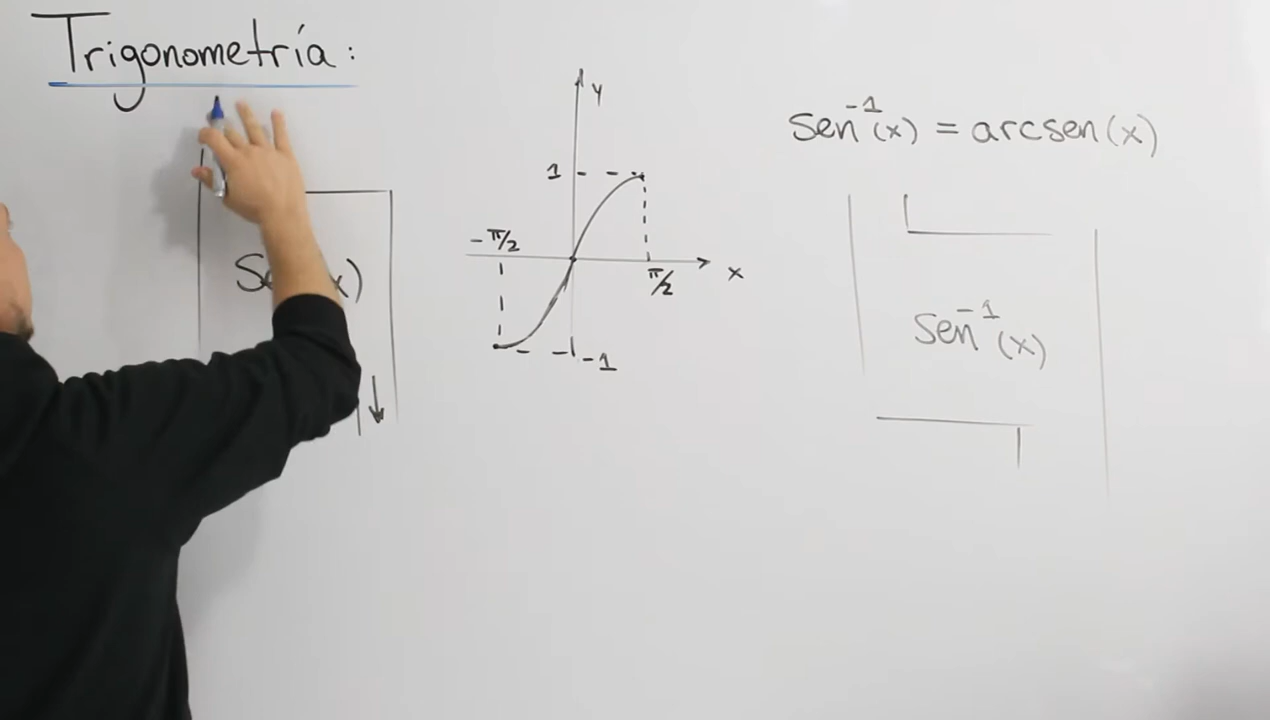 Trigonometría:
y
sen⁻¹(x) = arcsen(x)
1
-π/2
x
π/2
sen⁻¹(x)
-1